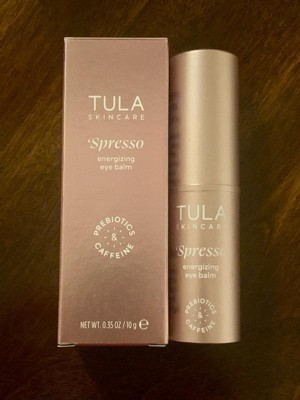 TULA
SKINCARE
'Spresso
energizing
eye balm
PREBIOTICS
&
CAFFEINE
NET WT. 0.35 OZ / 10 g ℮
TULA
SKINCARE
'Spresso
energizing
eye balm
PREBIOTICS
&
CAFFEINE